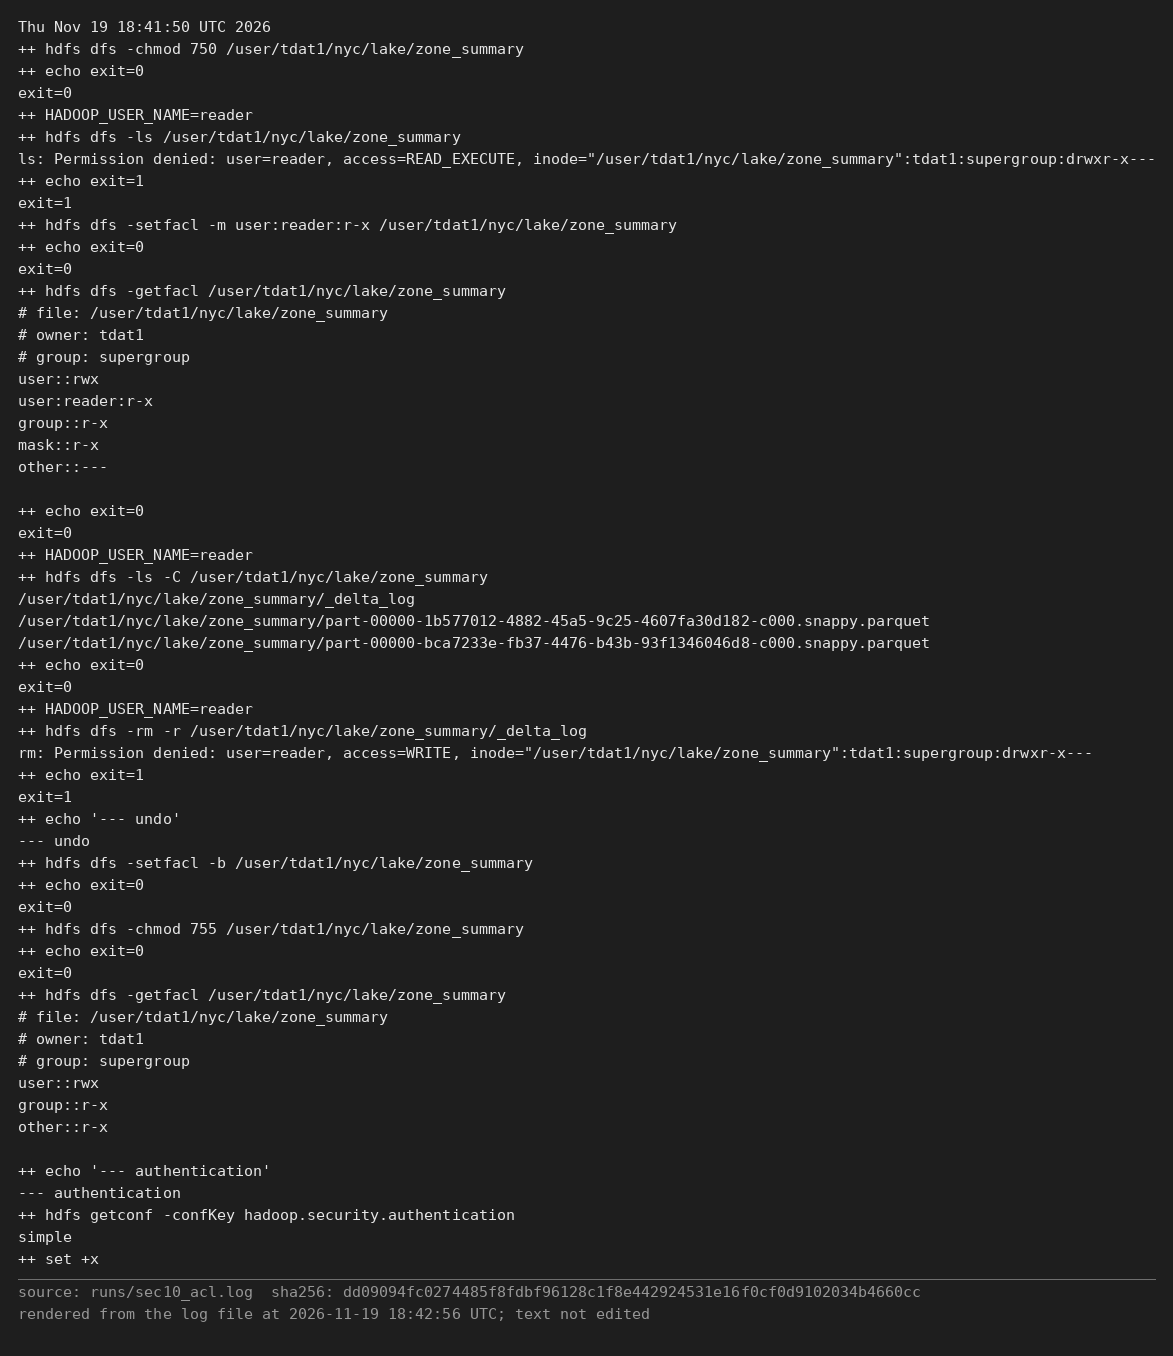 Thu Nov 19 18:41:50 UTC 2026
++ hdfs dfs -chmod 750 /user/tdat1/nyc/lake/zone_summary
++ echo exit=0
exit=0
++ HADOOP_USER_NAME=reader
++ hdfs dfs -ls /user/tdat1/nyc/lake/zone_summary
ls: Permission denied: user=reader, access=READ_EXECUTE, inode="/user/tdat1/nyc/lake/zone_summary":tdat1:supergroup:drwxr-x---
++ echo exit=1
exit=1
++ hdfs dfs -setfacl -m user:reader:r-x /user/tdat1/nyc/lake/zone_summary
++ echo exit=0
exit=0
++ hdfs dfs -getfacl /user/tdat1/nyc/lake/zone_summary
# file: /user/tdat1/nyc/lake/zone_summary
# owner: tdat1
# group: supergroup
user::rwx
user:reader:r-x
group::r-x
mask::r-x
other::---

++ echo exit=0
exit=0
++ HADOOP_USER_NAME=reader
++ hdfs dfs -ls -C /user/tdat1/nyc/lake/zone_summary
/user/tdat1/nyc/lake/zone_summary/_delta_log
/user/tdat1/nyc/lake/zone_summary/part-00000-1b577012-4882-45a5-9c25-4607fa30d182-c000.snappy.parquet
/user/tdat1/nyc/lake/zone_summary/part-00000-bca7233e-fb37-4476-b43b-93f1346046d8-c000.snappy.parquet
++ echo exit=0
exit=0
++ HADOOP_USER_NAME=reader
++ hdfs dfs -rm -r /user/tdat1/nyc/lake/zone_summary/_delta_log
rm: Permission denied: user=reader, access=WRITE, inode="/user/tdat1/nyc/lake/zone_summary":tdat1:supergroup:drwxr-x---
++ echo exit=1
exit=1
++ echo '--- undo'
--- undo
++ hdfs dfs -setfacl -b /user/tdat1/nyc/lake/zone_summary
++ echo exit=0
exit=0
++ hdfs dfs -chmod 755 /user/tdat1/nyc/lake/zone_summary
++ echo exit=0
exit=0
++ hdfs dfs -getfacl /user/tdat1/nyc/lake/zone_summary
# file: /user/tdat1/nyc/lake/zone_summary
# owner: tdat1
# group: supergroup
user::rwx
group::r-x
other::r-x

++ echo '--- authentication'
--- authentication
++ hdfs getconf -confKey hadoop.security.authentication
simple
++ set +x
source: runs/sec10_acl.log  sha256: dd09094fc0274485f8fdbf96128c1f8e442924531e16f0cf0d9102034b4660cc
rendered from the log file at 2026-11-19 18:42:56 UTC; text not edited